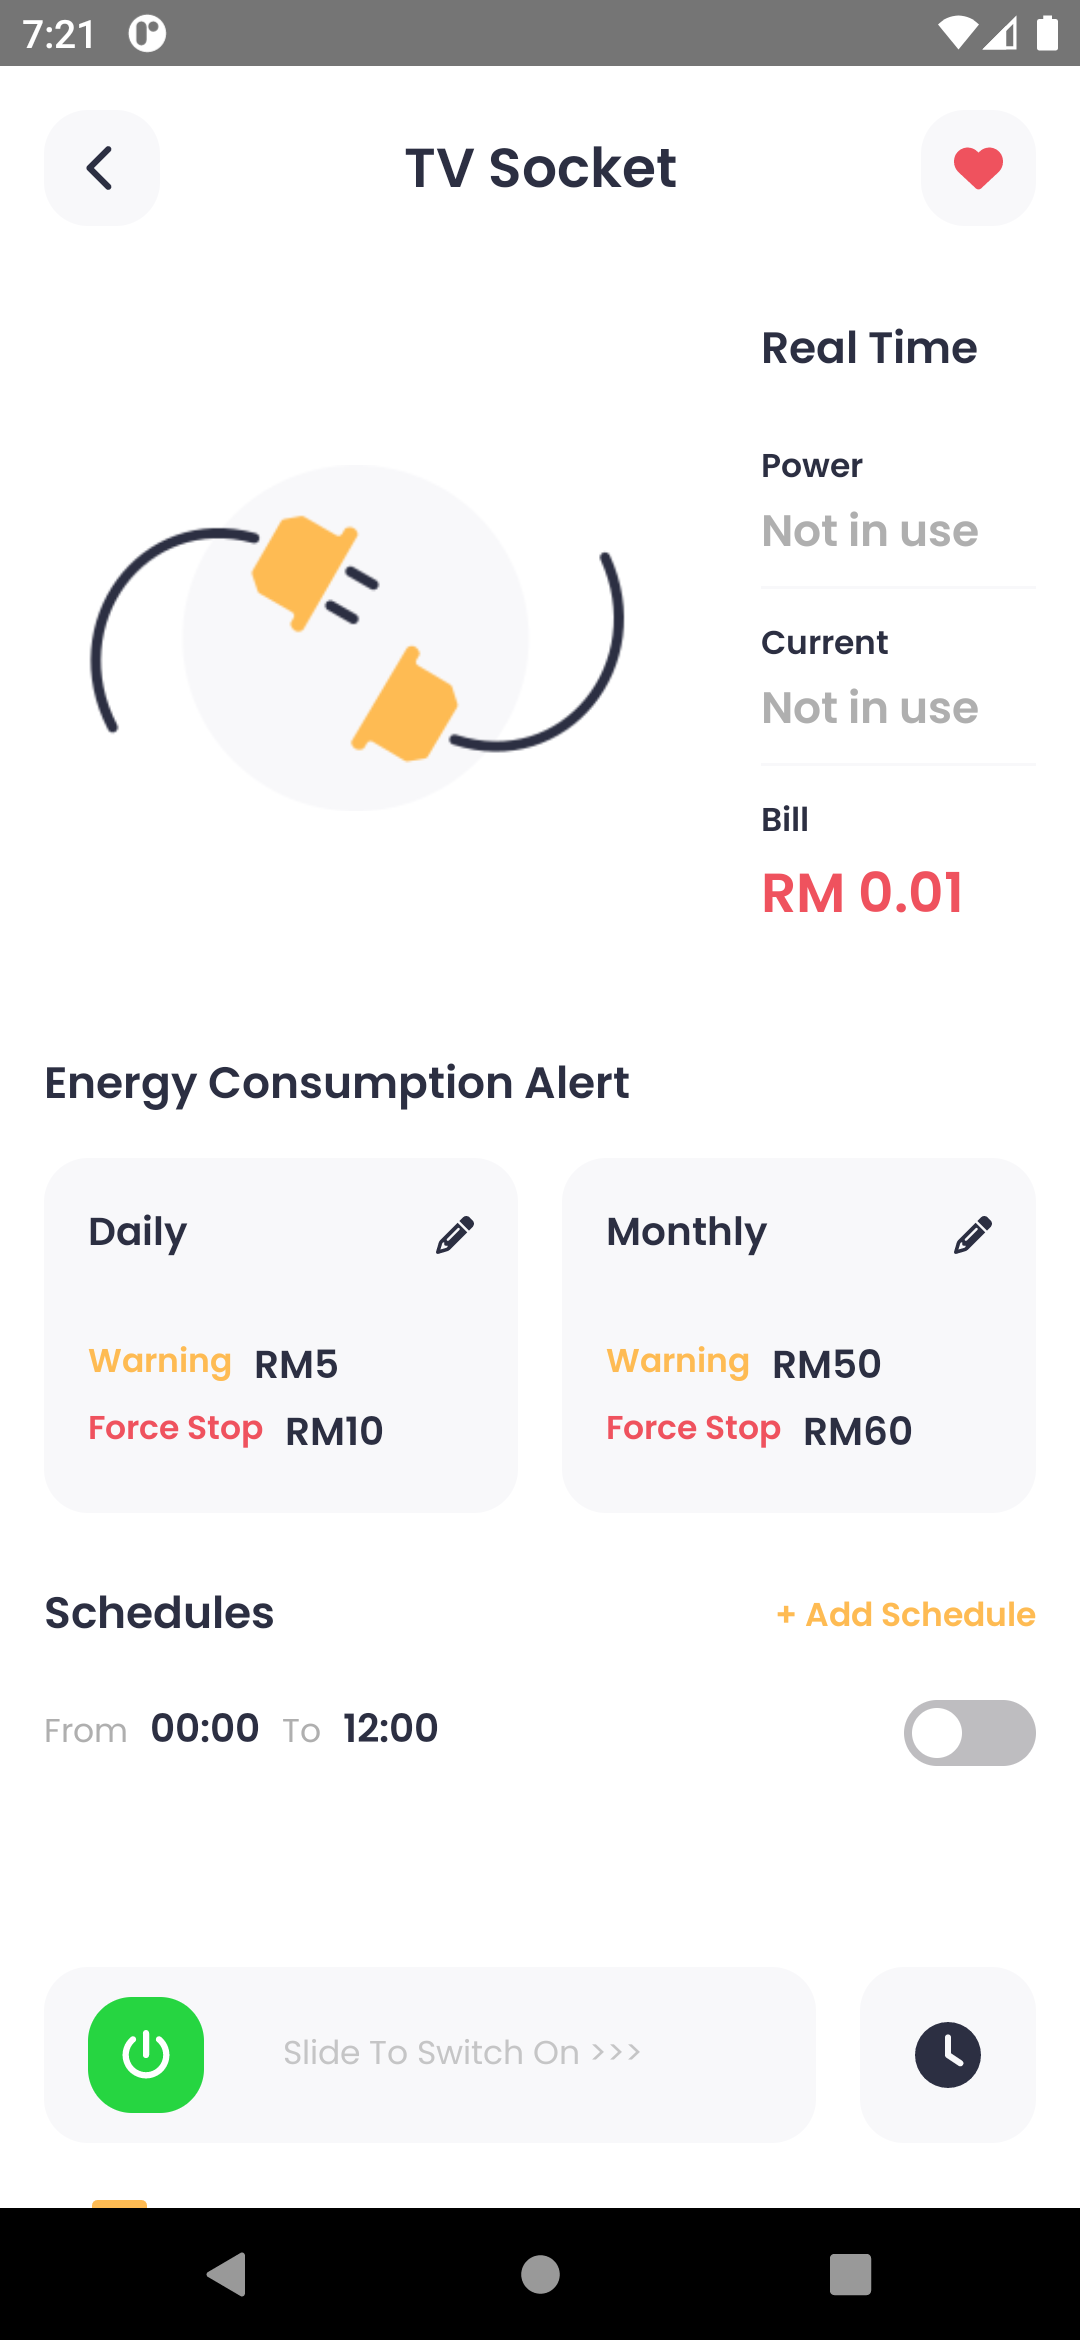 7:21
TV Socket
Real Time
Power
Not in use
Current
Not in use
Bill
RM 0.01
Energy Consumption Alert
Daily
Warning RM5
Force Stop RM10
Monthly
Warning RM50
Force Stop RM60
Schedules
+ Add Schedule
From 00:00 To 12:00
Slide To Switch On >>>